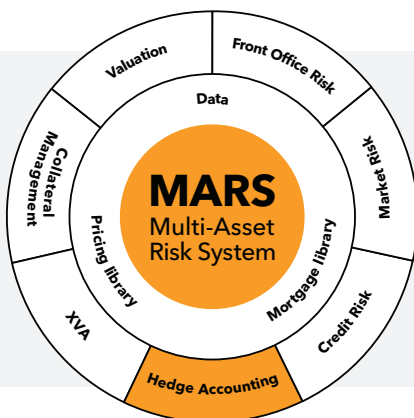 Valuation
Front Office Risk
Market Risk
Credit Risk
Hedge Accounting
XVA
Collateral
Management
Data
Mortgage library
Pricing library
MARS
Multi-Asset
Risk System